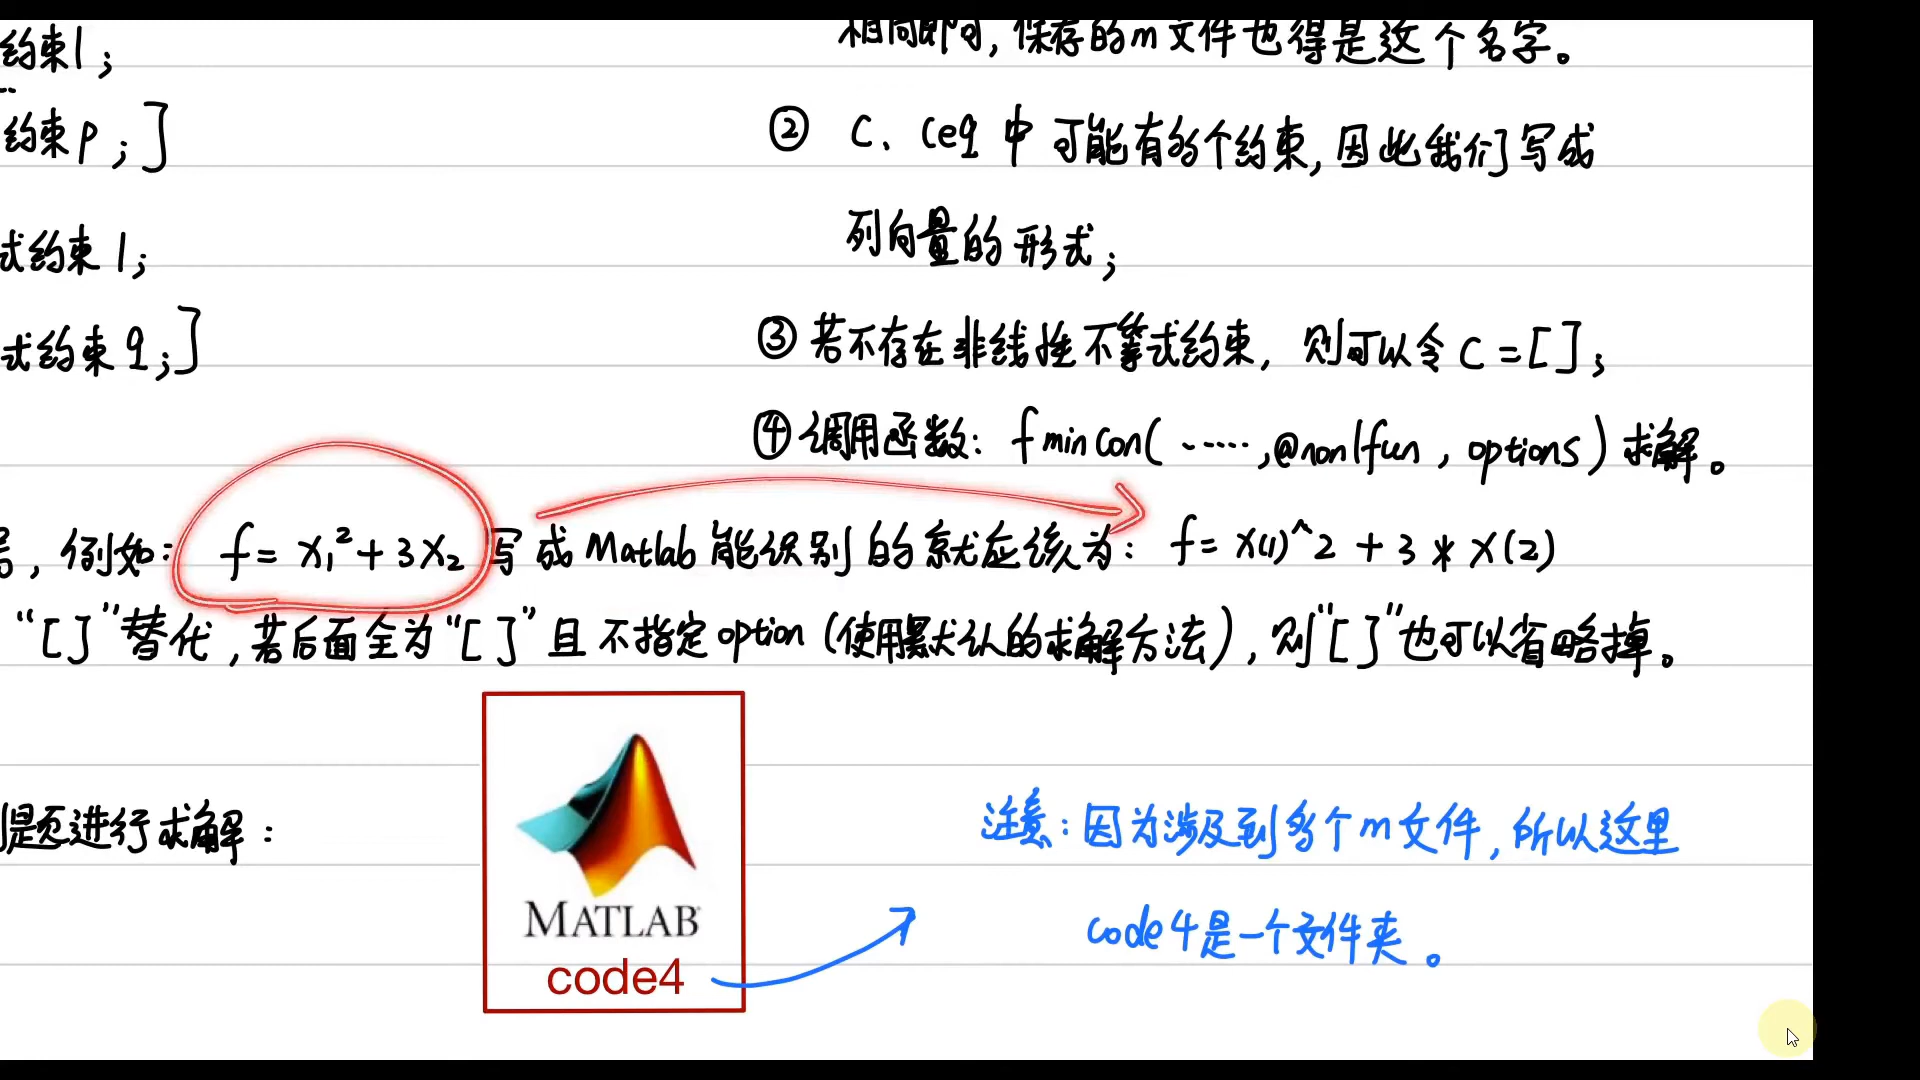 约束1;
相同即可,保存的m文件也得是这个名字。
..
约束p;]
② C、Ceq 中可能有多个约束,因此我们写成
列向量的形式;
式约束1;
③若不存在非线性不等式约束, 则可以令C=[];
式约束q;]
④调用函数: fmincon( ……,@nonlfun, options)求解。
号,例如: f= x₁²+3x₂ 写成Matlab能识别的就应该为: f= x(1)^2 + 3 * x(2)
“[]”替代,若后面全为“[]”且不指定option(使用默认的求解方法),则“[]”也可以省略掉。
MATLAB
code4
题进行求解:
注意:因为涉及到多个m文件,所以这里
code4是一个文件夹。